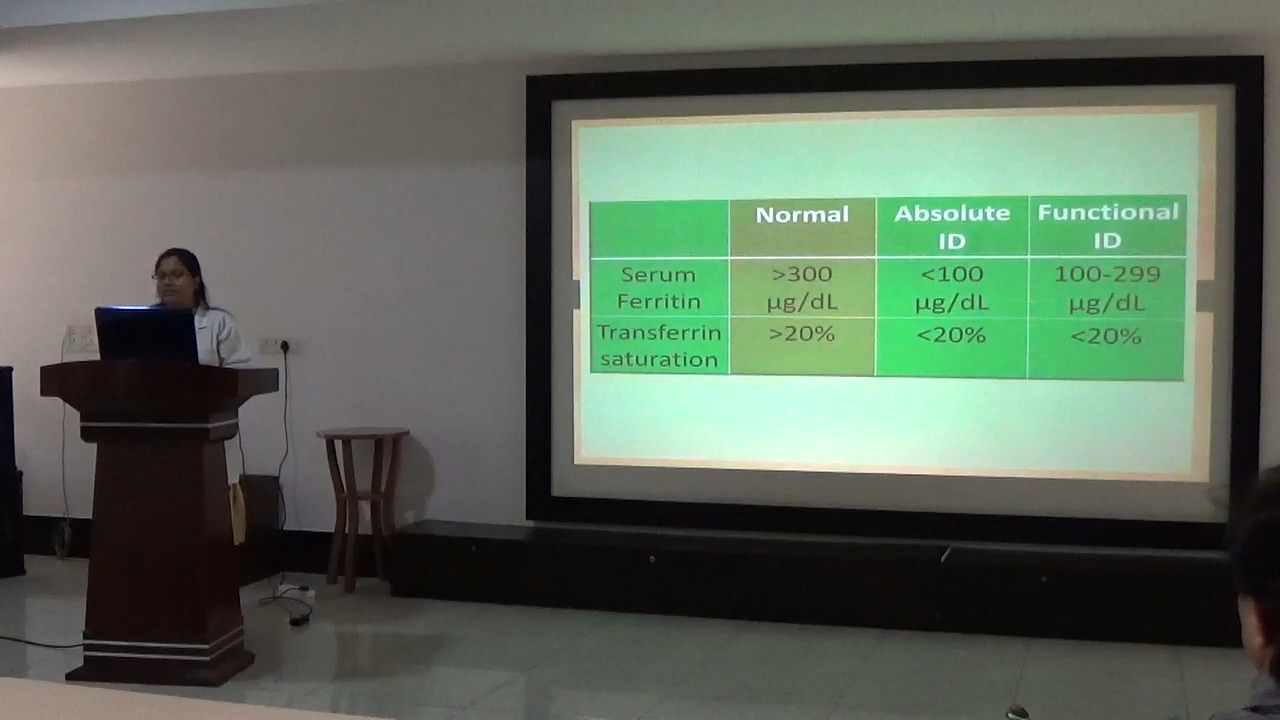 Normal
Absolute
ID
Functional
ID
Serum
Ferritin
>300
µg/dL
<100
µg/dL
100-299
µg/dL
Transferrin
saturation
>20%
<20%
<20%